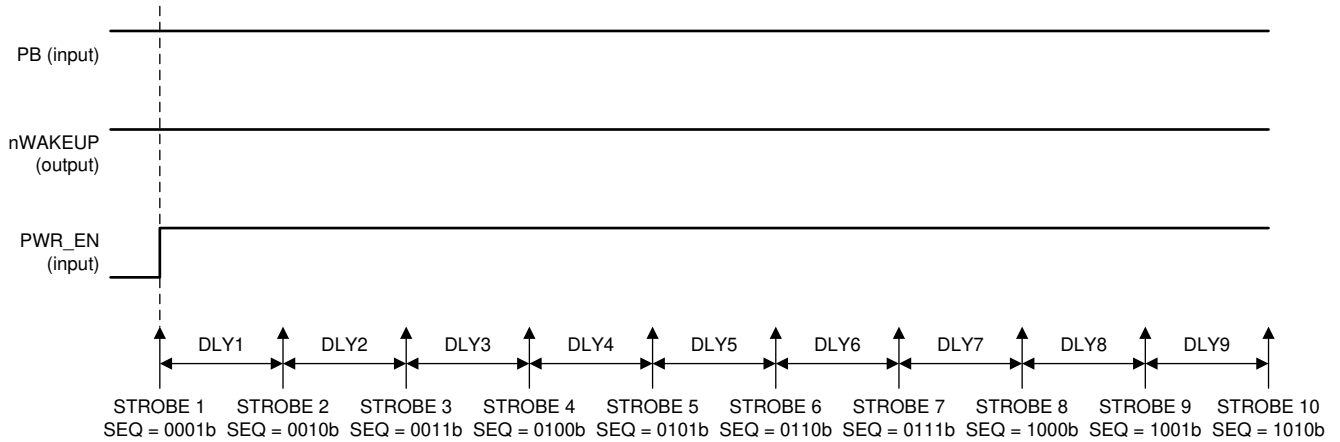 PB (input)
nWAKEUP
(output)
PWR_EN
(input)
DLY1 DLY2 DLY3 DLY4 DLY5 DLY6 DLY7 DLY8 DLY9
STROBE 1 STROBE 2 STROBE 3 STROBE 4 STROBE 5 STROBE 6 STROBE 7 STROBE 8 STROBE 9 STROBE 10
SEQ = 0001b SEQ = 0010b SEQ = 0011b SEQ = 0100b SEQ = 0101b SEQ = 0110b SEQ = 0111b SEQ = 1000b SEQ = 1001b SEQ = 1010b